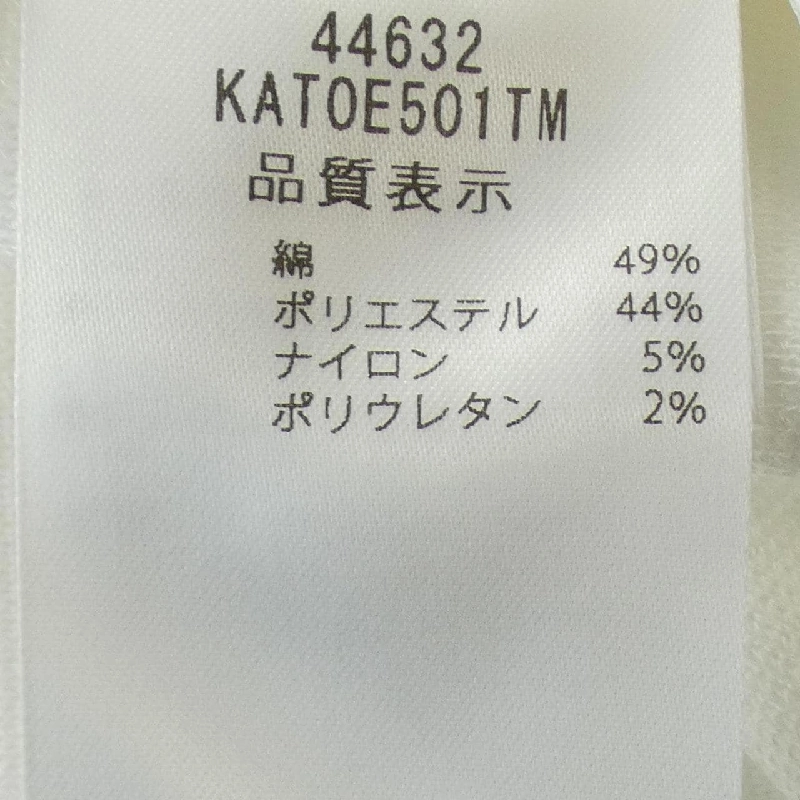 44632
KATOE501TM
品質表示
綿 49%
ポリエステル 44%
ナイロン 5%
ポリウレタン 2%